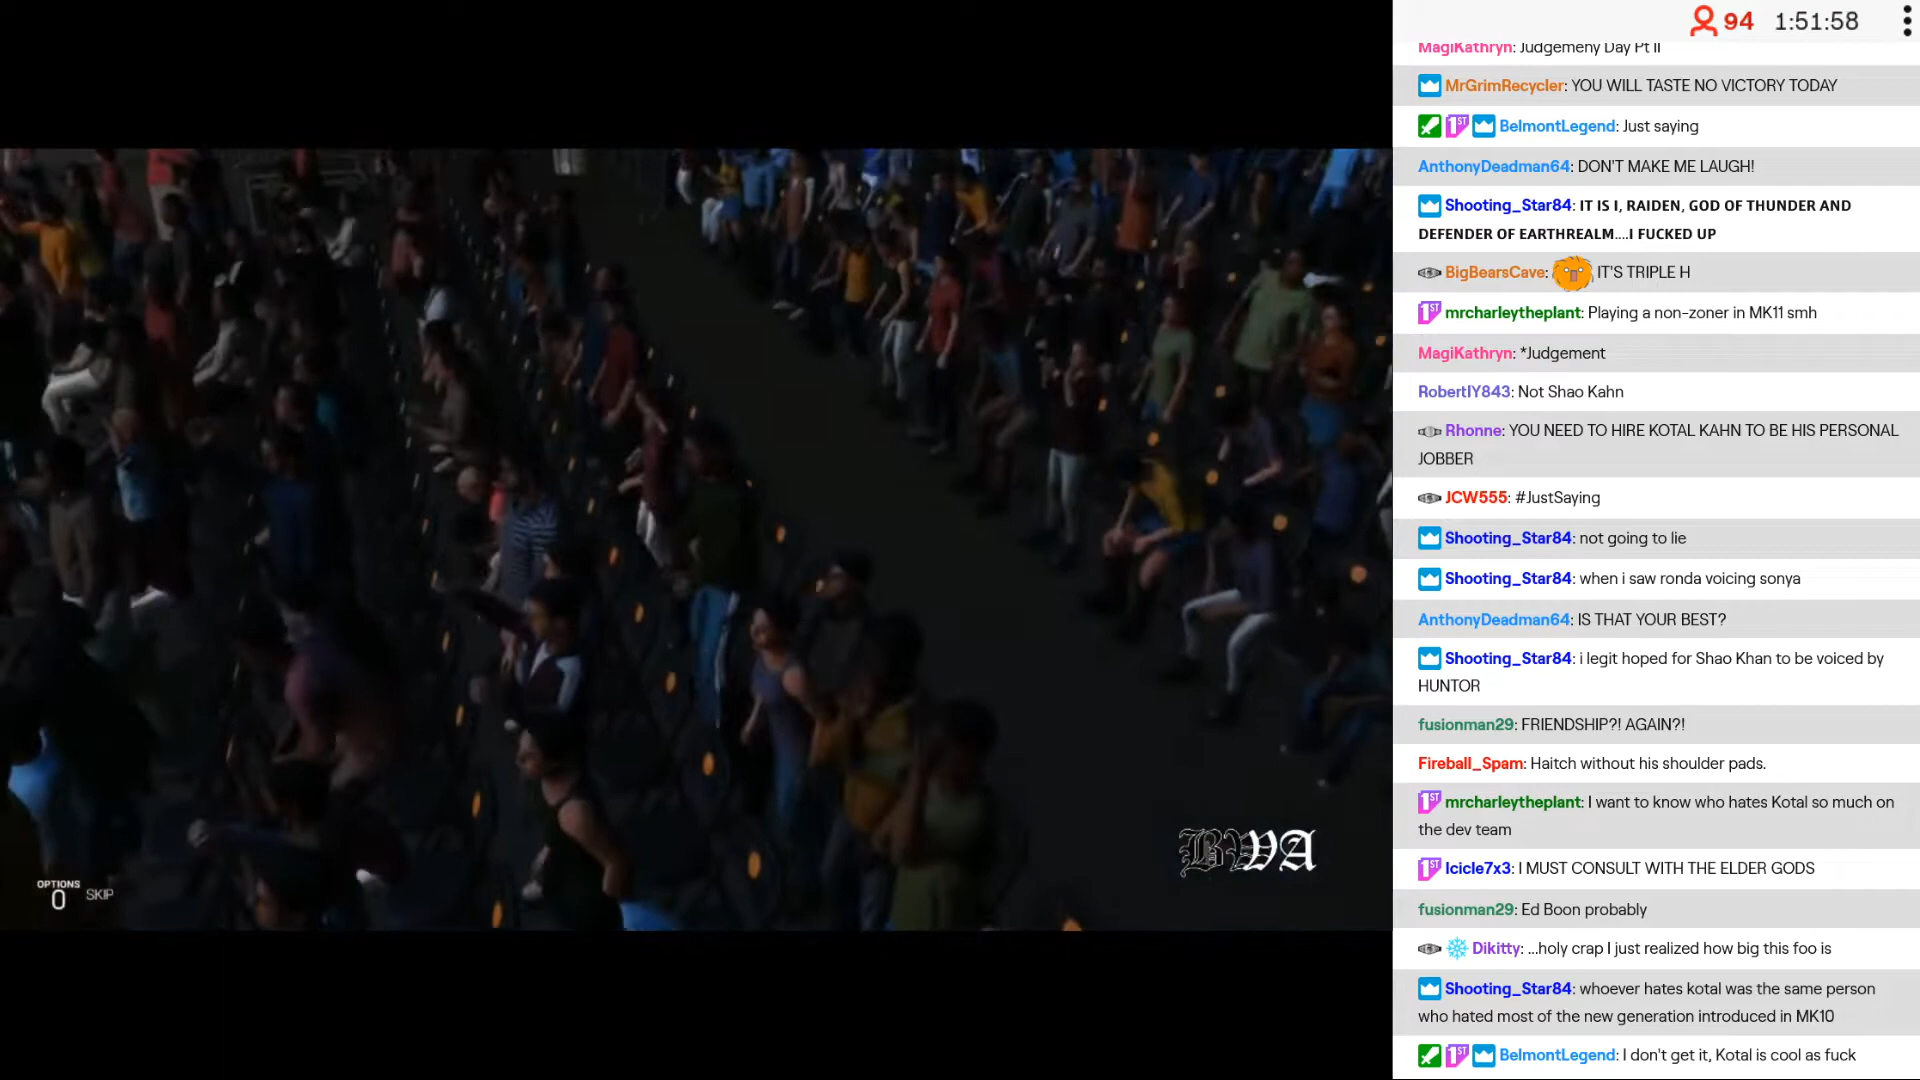 94 1:51:58
MagiKathryn: Judgemeny Day Pt II
MrGrimRecycler: YOU WILL TASTE NO VICTORY TODAY
BelmontLegend: Just saying
AnthonyDeadman64: DON'T MAKE ME LAUGH!
Shooting_Star84: IT IS I, RAIDEN, GOD OF THUNDER AND
DEFENDER OF EARTHREALM....I FUCKED UP
BigBearsCave: IT'S TRIPLE H
1ST mrcharleytheplant: Playing a non-zoner in MK11 smh
MagiKathryn: *Judgement
RobertIY843: Not Shao Kahn
Rhonne: YOU NEED TO HIRE KOTAL KAHN TO BE HIS PERSONAL
JOBBER
JCW555: #JustSaying
Shooting_Star84: not going to lie
Shooting_Star84: when i saw ronda voicing sonya
AnthonyDeadman64: IS THAT YOUR BEST?
Shooting_Star84: i legit hoped for Shao Khan to be voiced by
HUNTOR
fusionman29: FRIENDSHIP?! AGAIN?!
Fireball_Spam: Haitch without his shoulder pads.
1ST mrcharleytheplant: I want to know who hates Kotal so much on
the dev team
1ST Icicle7x3: I MUST CONSULT WITH THE ELDER GODS
fusionman29: Ed Boon probably
Dikitty: ...holy crap I just realized how big this foo is
Shooting_Star84: whoever hates kotal was the same person
who hated most of the new generation introduced in MK10
1ST BelmontLegend: I don't get it, Kotal is cool as fuck
BWA
OPTIONS
SKIP